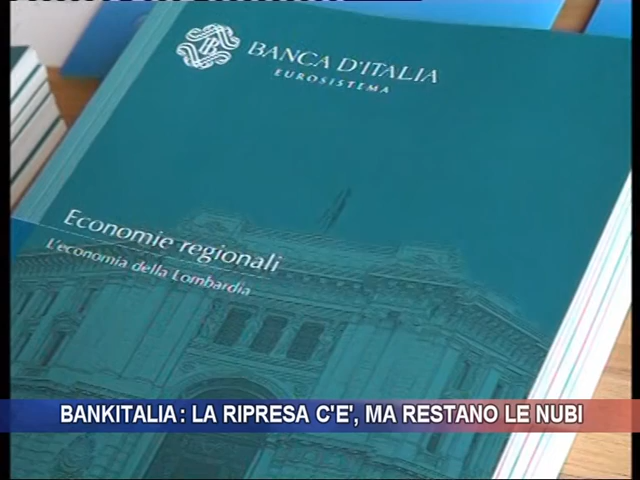 BANCA D'ITALIA
EUROSISTEMA
Economie regionali
L'economia della Lombardia
BANKITALIA: LA RIPRESA C'E', MA RESTANO LE NUBI